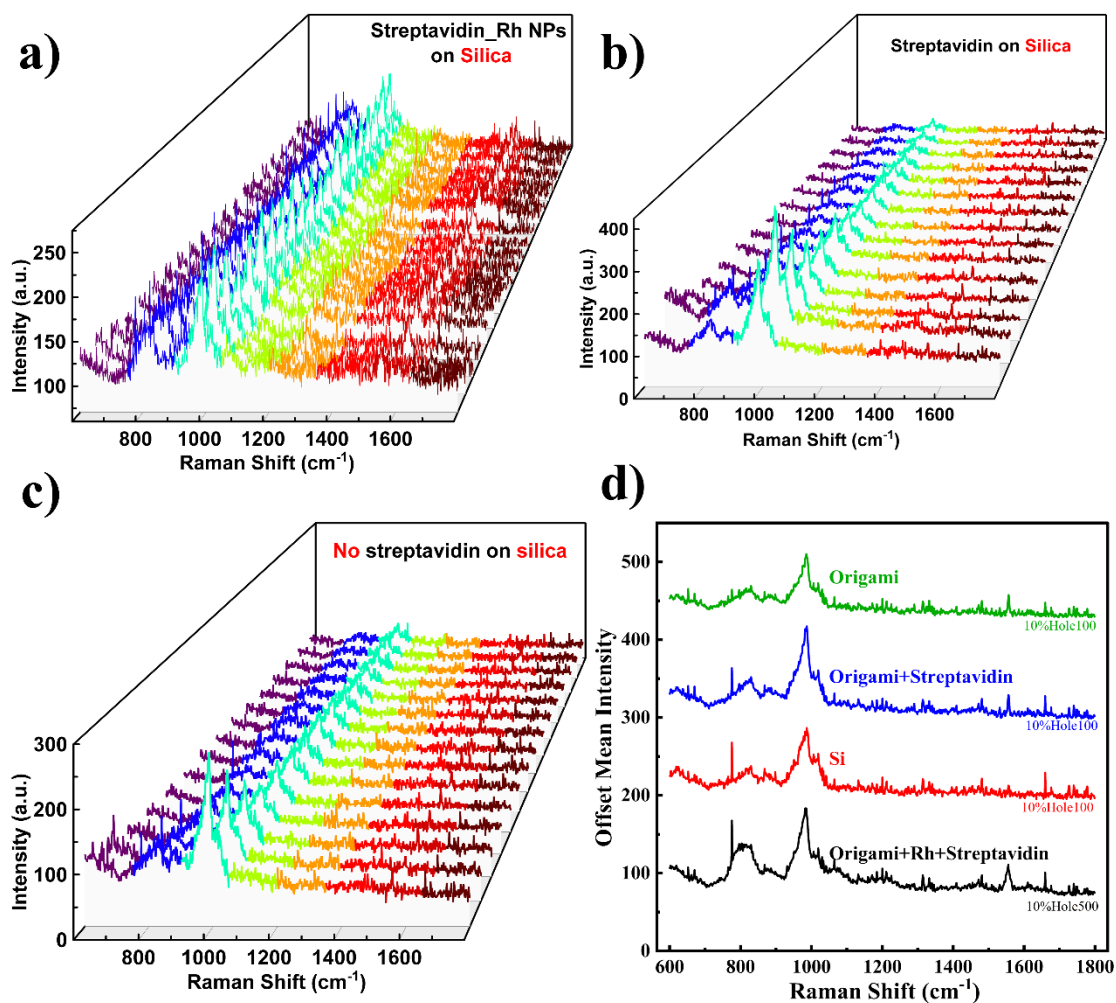 a)
Streptavidin_Rh NPs
on Silica
Intensity (a.u.)
250
200
150
100
800 1000 1200 1400 1600
Raman Shift (cm-1)
b)
Streptavidin on Silica
Intensity (a.u.)
400
300
200
100
0
800 1000 1200 1400 1600
Raman Shift (cm-1)
c)
No streptavidin on silica
Intensity (a.u.)
300
200
100
0
800 1000 1200 1400 1600
Raman Shift (cm-1)
d)
Offset Mean Intensity
500
400
300
200
100
0
Origami
10%Hole100
Origami+Streptavidin
10%Hole100
Si
10%Hole100
Origami+Rh+Streptavidin
10%Hole500
600 800 1000 1200 1400 1600 1800
Raman Shift (cm-1)